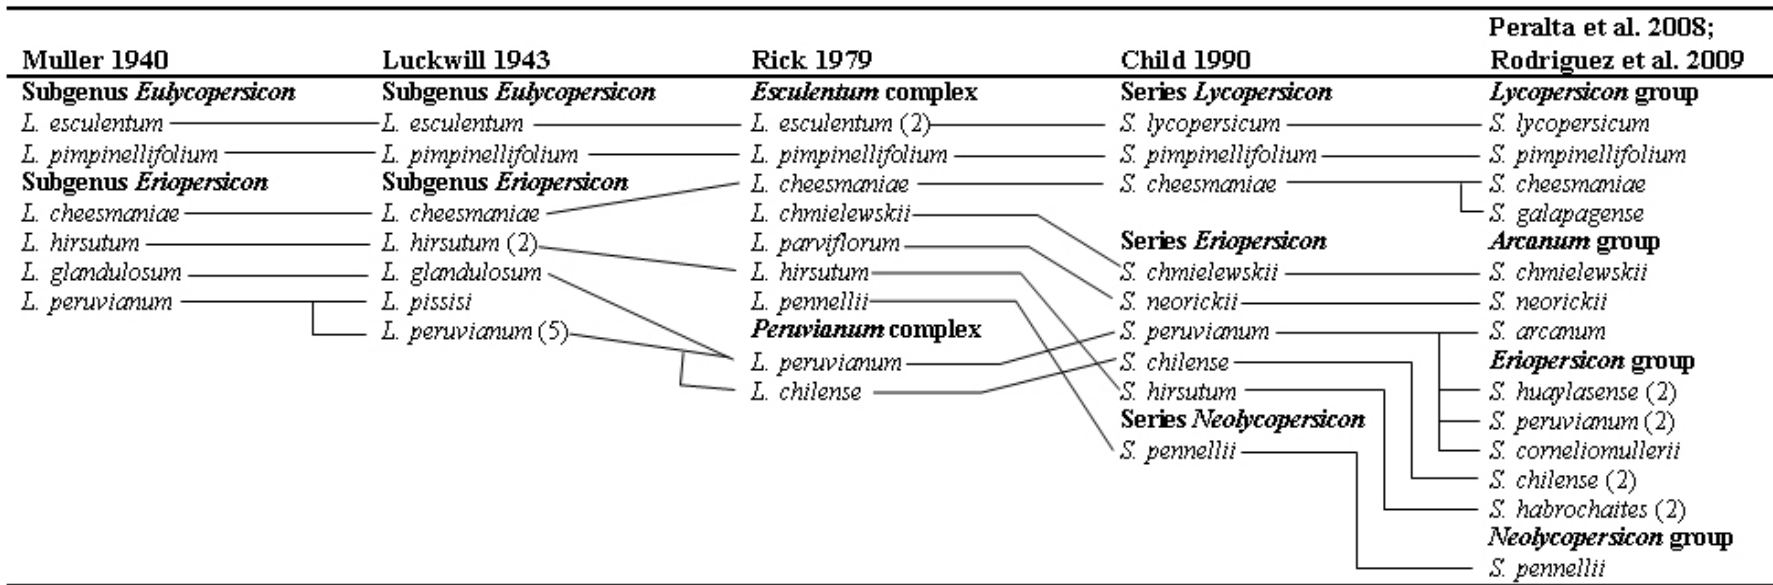 Muller 1940 Luckwill 1943 Rick 1979 Child 1990 Peralta et al. 2008;
Rodriguez et al. 2009
Subgenus Eulycopersicon Subgenus Eulycopersicon Esculentum complex Series Lycopersicon Lycopersicon group
L. esculentum L. esculentum L. esculentum (2) S. lycopersicum S. lycopersicum
L. pimpinellifolium L. pimpinellifolium L. pimpinellifolium S. pimpinellifolium S. pimpinellifolium
Subgenus Eriopersicon Subgenus Eriopersicon L. cheesmaniae S. cheesmaniae S. cheesmaniae
L. cheesmaniae L. cheesmaniae L. chmielewskii S. galapagense
L. hirsutum L. hirsutum (2) L. parviflorum Series Eriopersicon Arcanum group
L. glandulosum L. glandulosum L. hirsutum S. chmielewskii S. chmielewskii
L. peruvianum L. pissisi L. pennellii S. neorickii S. neorickii
L. peruvianum (5) Peruvianum complex S. peruvianum S. arcanum
L. peruvianum S. chilense Eriopersicon group
L. chilense S. hirsutum S. huaylasense (2)
Series Neolycopersicon S. peruvianum (2)
S. pennellii S. corneliomullerii
S. chilense (2)
S. habrochaites (2)
Neolycopersicon group
S. pennellii